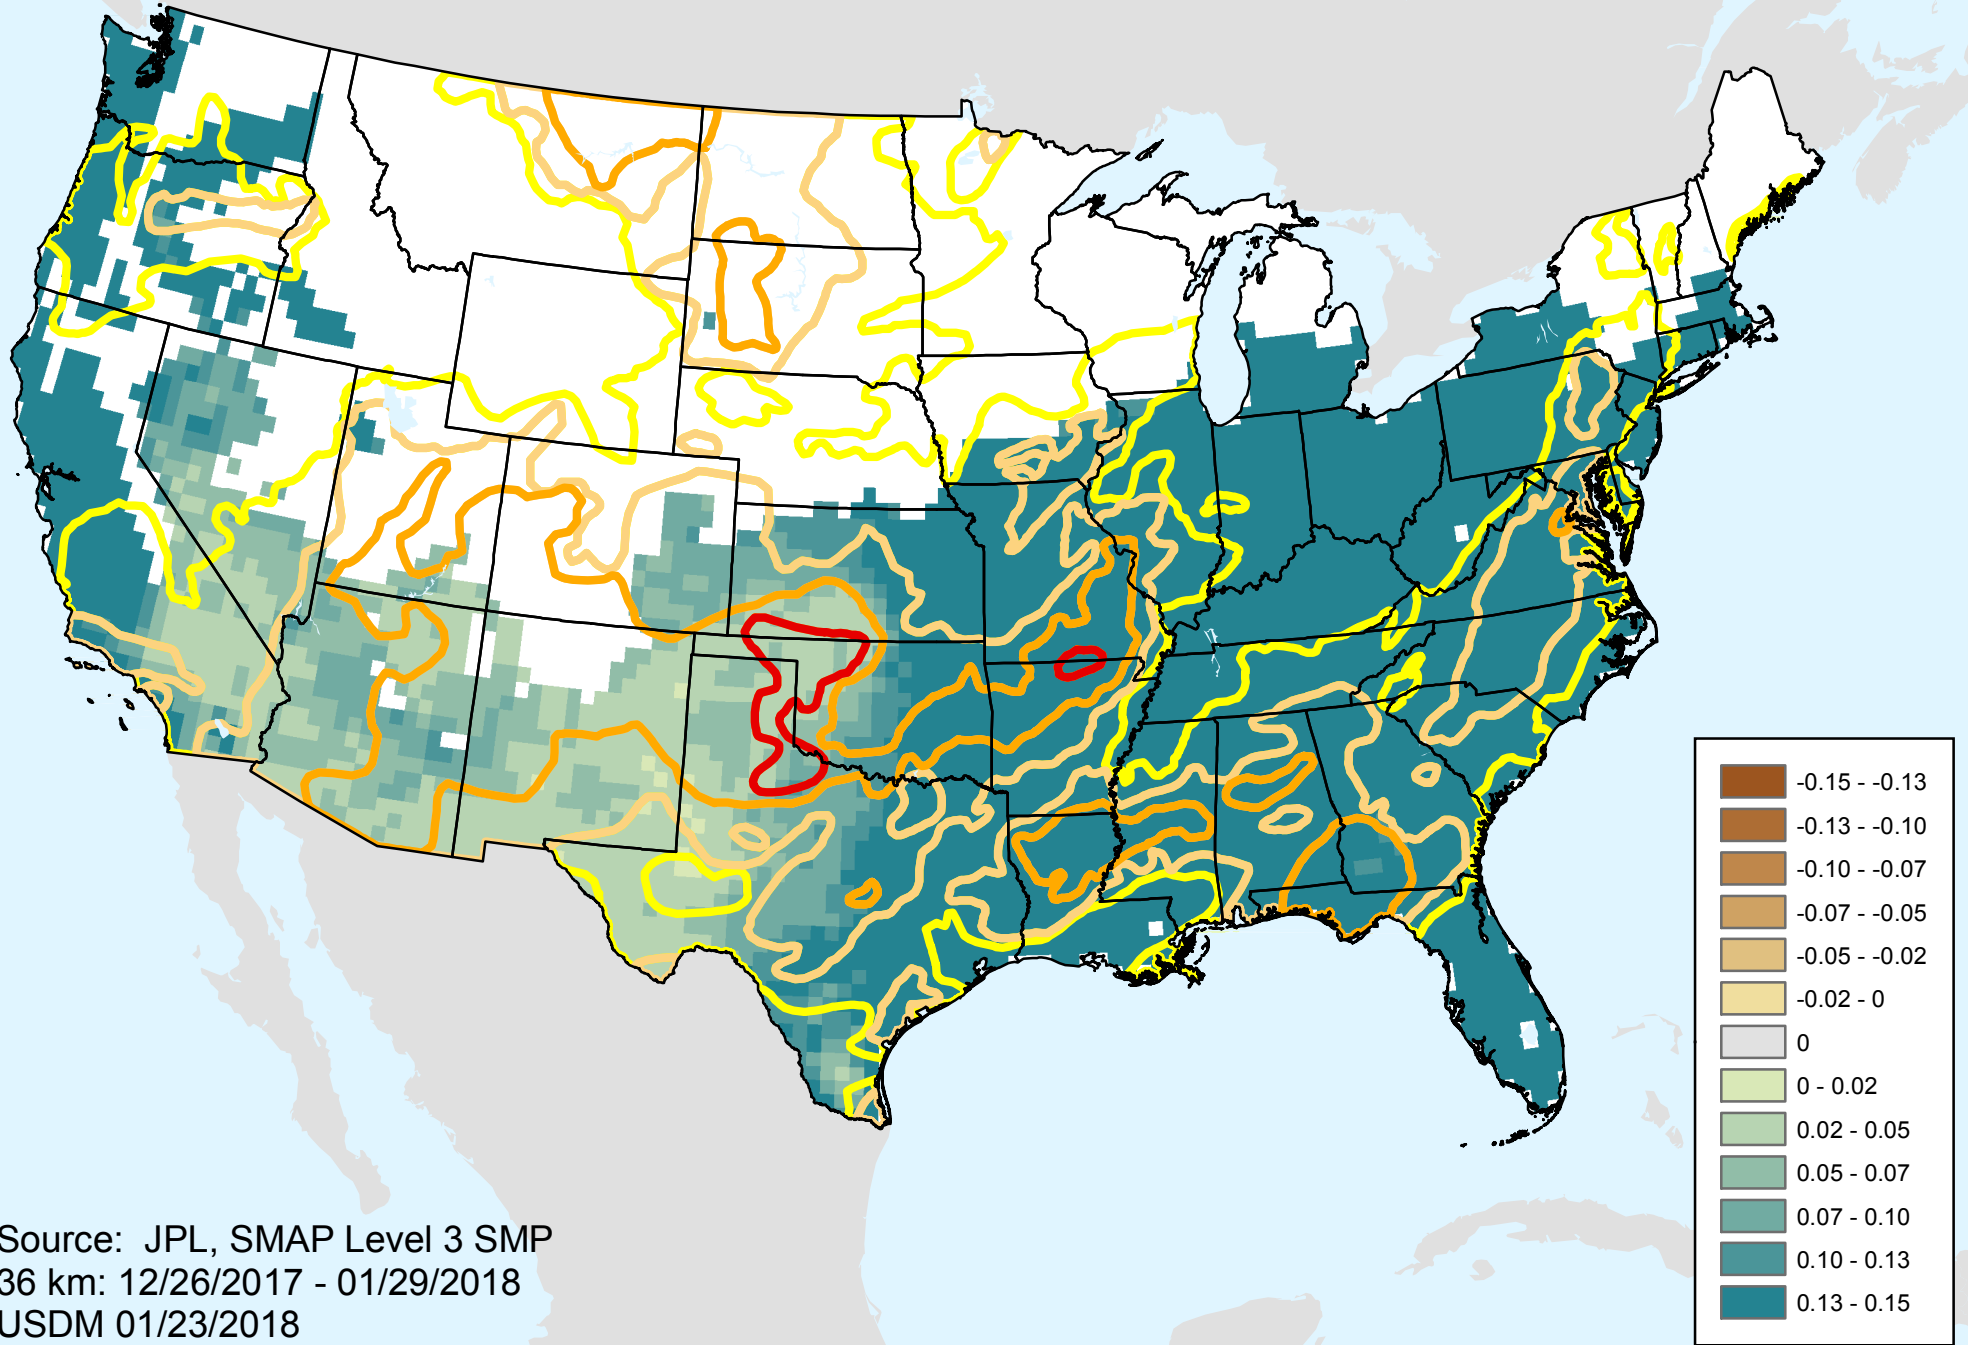 -0.15 - -0.13
-0.13 - -0.10
-0.10 - -0.07
-0.07 - -0.05
-0.05 - -0.02
-0.02 - 0
0
0 - 0.02
0.02 - 0.05
0.05 - 0.07
0.07 - 0.10
0.10 - 0.13
0.13 - 0.15
Source: JPL, SMAP Level 3 SMP
36 km: 12/26/2017 - 01/29/2018
USDM 01/23/2018